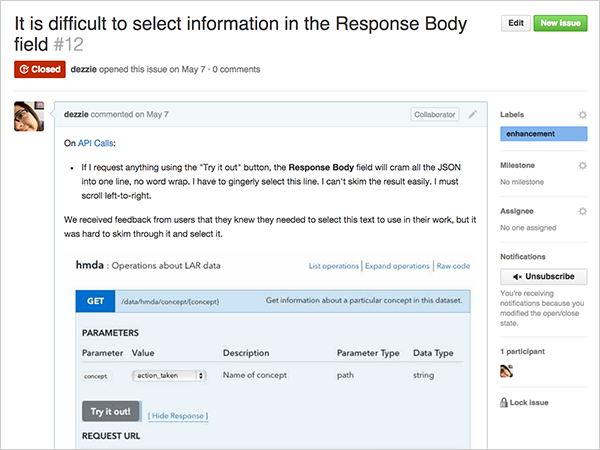 It is difficult to select information in the Response Body
field #12
Edit
New issue
Closed
dezzie opened this issue on May 7 · 0 comments
dezzie commented on May 7
Collaborator
On API Calls:
• If I request anything using the "Try it out" button, the Response Body field will cram all the JSON
into one line, no word wrap. I have to gingerly select this line. I can't skim the result easily. I must
scroll left-to-right.
We received feedback from users that they knew they needed to select this text to use in their work, but it
was hard to skim through it and select it.
hmda : Operations about LAR data
List operations | Expand operations | Raw code
GET /data/hmda/concept/{concept} Get information about a particular concept in this dataset.
PARAMETERS
Parameter Value Description Parameter Type Data Type
concept action_taken Name of concept path string
Try it out! [ Hide Response ]
REQUEST URL
Labels
enhancement
Milestone
No milestone
Assignee
No one assigned
Notifications
Unsubscribe
You're receiving
notifications because you
modified the open/close
state.
1 participant
Lock issue